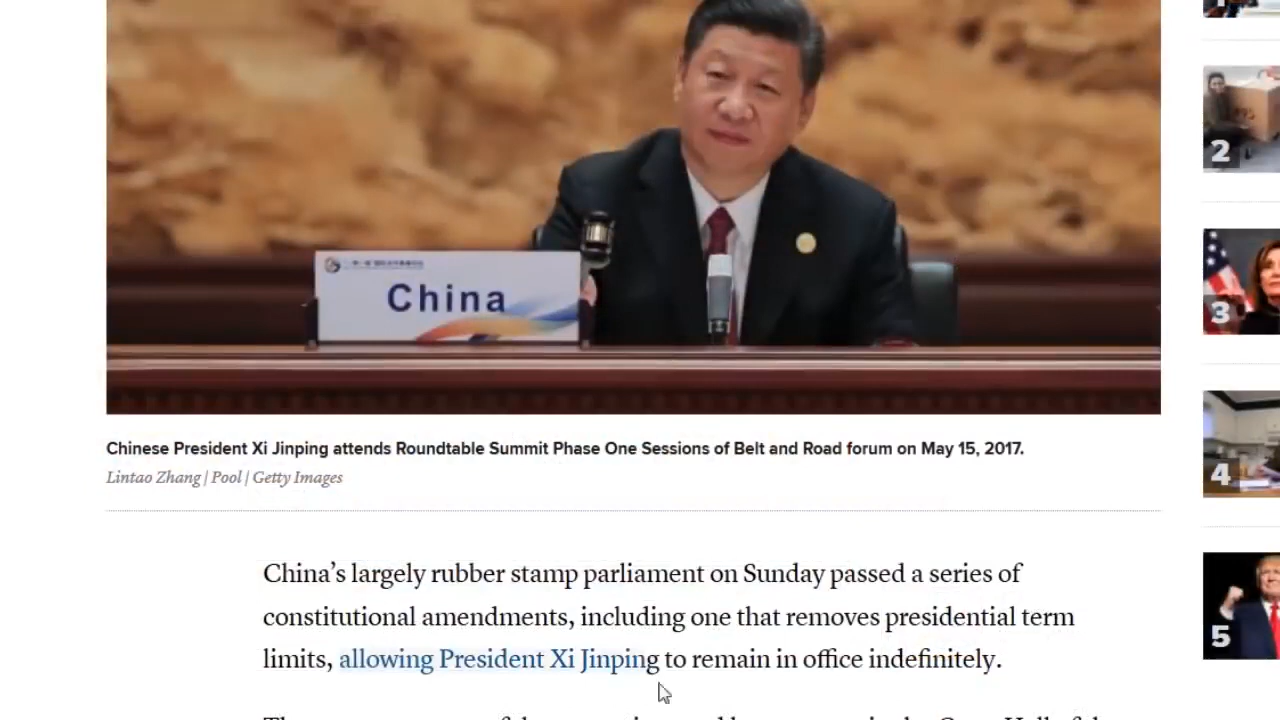 China
Chinese President Xi Jinping attends Roundtable Summit Phase One Sessions of Belt and Road forum on May 15, 2017.
Lintao Zhang | Pool | Getty Images
China’s largely rubber stamp parliament on Sunday passed a series of
constitutional amendments, including one that removes presidential term
limits, allowing President Xi Jinping to remain in office indefinitely.
2
3
4
5